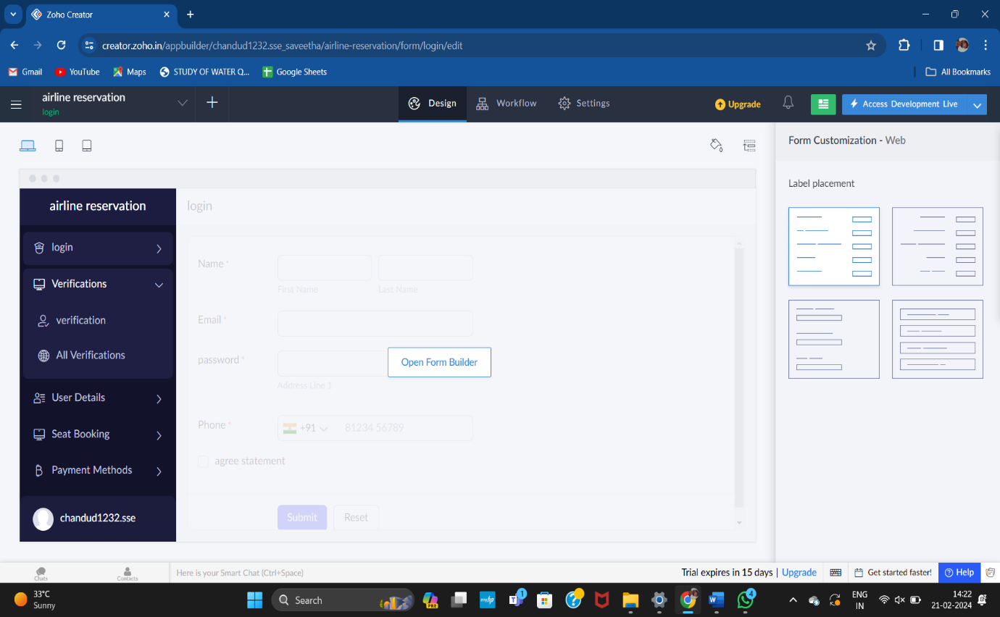 Zoho Creator
creator.zoho.in/appbuilder/chandud1232.sse_saveetha/airline-reservation/form/login/edit
Gmail
YouTube
Maps
STUDY OF WATER Q...
Google Sheets
All Bookmarks
airline reservation
login
Design
Workflow
Settings
Upgrade
Access Development Live
Form Customization - Web
Label placement
airline reservation
login
Verifications
verification
All Verifications
User Details
Seat Booking
Payment Methods
chandud1232.sse
login
Name *
First Name
Last Name
Email *
password *
Address Line 1
Open Form Builder
Phone *
+91
81234 56789
agree statement
Submit
Reset
Chats
Contacts
Here is your Smart Chat (Ctrl+Space)
Trial expires in 15 days | Upgrade
Get started faster!
Help
33°C
Sunny
Search
PRE
myhp
1
4
ENG
IN
14:22
21-02-2024